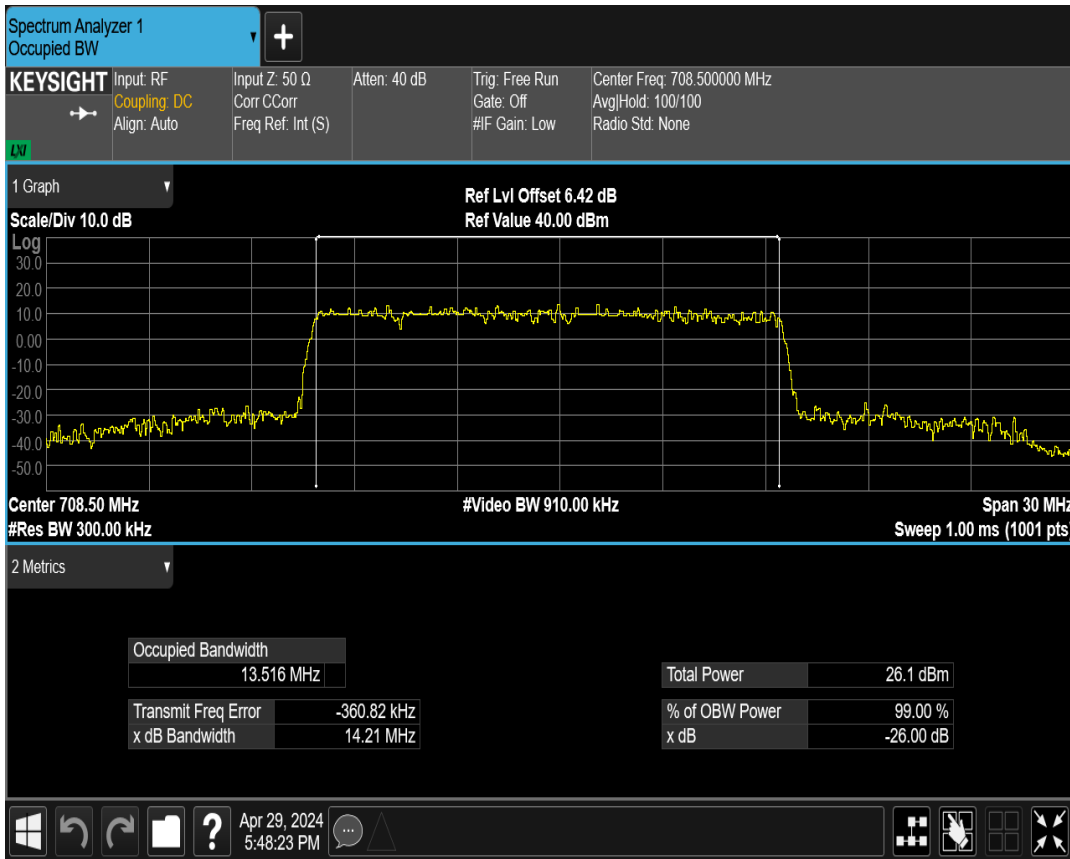 Spectrum Analyzer 1
Occupied BW
+
KEYSIGHT
LXI
Input: RF
Coupling: DC
Align: Auto
Input Z: 50 Ω
Corr CCorr
Freq Ref: Int (S)
Atten: 40 dB
Trig: Free Run
Gate: Off
#IF Gain: Low
Center Freq: 708.500000 MHz
Avg|Hold: 100/100
Radio Std: None
1 Graph
Scale/Div 10.0 dB
Ref Lvl Offset 6.42 dB
Ref Value 40.00 dBm
Log
30.0
20.0
10.0
0.00
-10.0
-20.0
-30.0
-40.0
-50.0
Center 708.50 MHz
#Video BW 910.00 kHz
Span 30 MHz
#Res BW 300.00 kHz
Sweep 1.00 ms (1001 pts)
2 Metrics
Occupied Bandwidth
13.516 MHz
Total Power 26.1 dBm
Transmit Freq Error -360.82 kHz
% of OBW Power 99.00 %
x dB Bandwidth 14.21 MHz
x dB -26.00 dB
?
Apr 29, 2024
5:48:23 PM